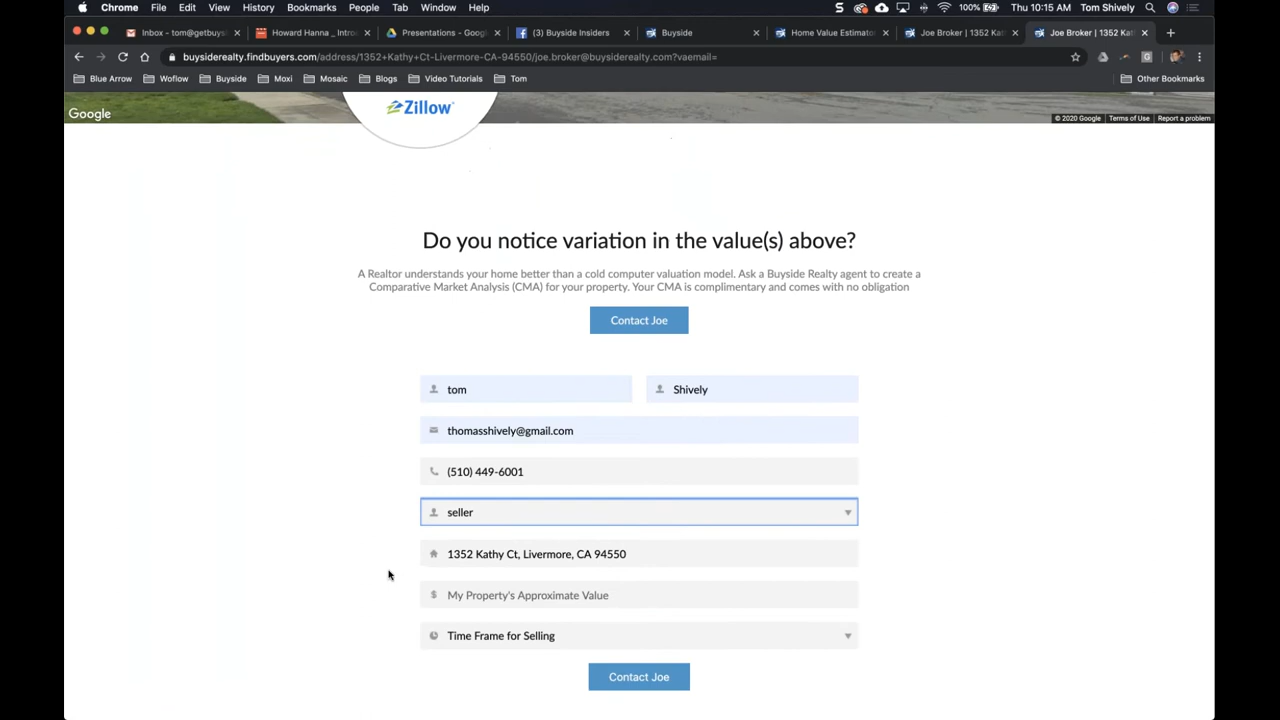 Chrome File Edit View History Bookmarks People Tab Window Help 100% Thu 10:15 AM Tom Shively
Inbox - tom@getbuysid Howard Hanna _ Intro Presentations - Googl (3) Buyside Insiders Buyside Home Value Estimato Joe Broker | 1352 Kath Joe Broker | 1352 Kath
buysiderealty.findbuyers.com/address/1352+Kathy+Ct-Livermore-CA-94550/joe.broker@buysiderealty.com?vaemail=
Blue Arrow Woflow Buyside Moxi Mosaic Blogs Video Tutorials Tom Other Bookmarks
Zillow
Google
© 2020 Google Terms of Use Report a problem
Do you notice variation in the value(s) above?
A Realtor understands your home better than a cold computer valuation model. Ask a Buyside Realty agent to create a
Comparative Market Analysis (CMA) for your property. Your CMA is complimentary and comes with no obligation
Contact Joe
tom Shively
thomasshively@gmail.com
(510) 449-6001
seller
1352 Kathy Ct, Livermore, CA 94550
$ My Property's Approximate Value
Time Frame for Selling
Contact Joe